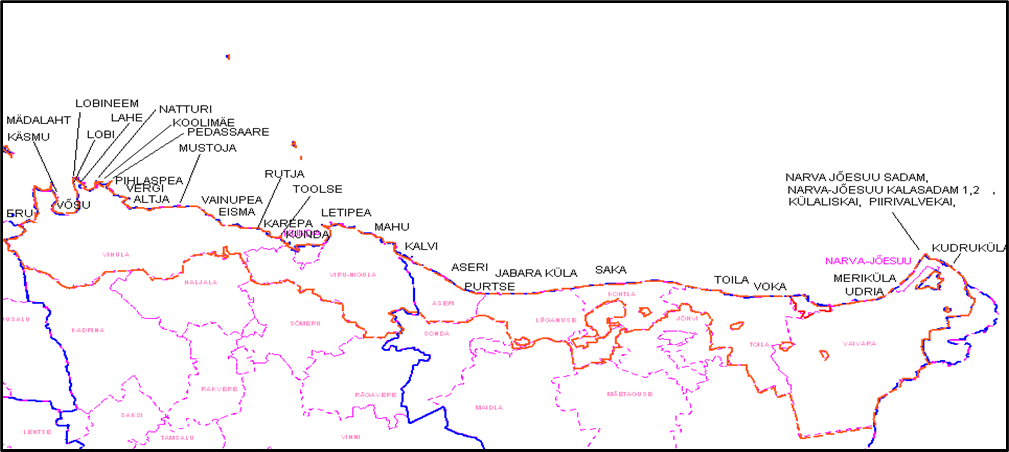 LOBINEEM
MÄDALAHT
LAHE
NATTURI
KOOLIMÄE
KÄSMU
LOBI
PEDASSAARE
MUSTOJA
RUTJA
PIHLASPEA
VERGI
TOOLSE
ALTJA
VÕSU
VAINUPEA
EISMA
LETIPEA
ERU
KAREPA
KUNDA
MAHU
KALVI
ASERI
JABARA KÜLA
SAKA
PURTSE
TOILA
VOKA
NARVA JÕESUU SADAM,
NARVA-JÕESUU KALASADAM 1,2 ,
KÜLALISKAI, PIIRIVALVEKAI,
KUDRUKÜLA
NARVA-JÕESUU
MERIKÜLA
UDRIA
VIHULA
HALJALA
VIRU-NIGULA
KADRINA
SÕMERU
ASERI
SONDA
LÜGANUSE
KOHTLA
JÕHVI
TOILA
VAIVARA
RAKVERE
RÄGAVERE
MAIDLA
MÄETAGUSE
SAKSI
LEHTSE
TAMSALU
VINNI